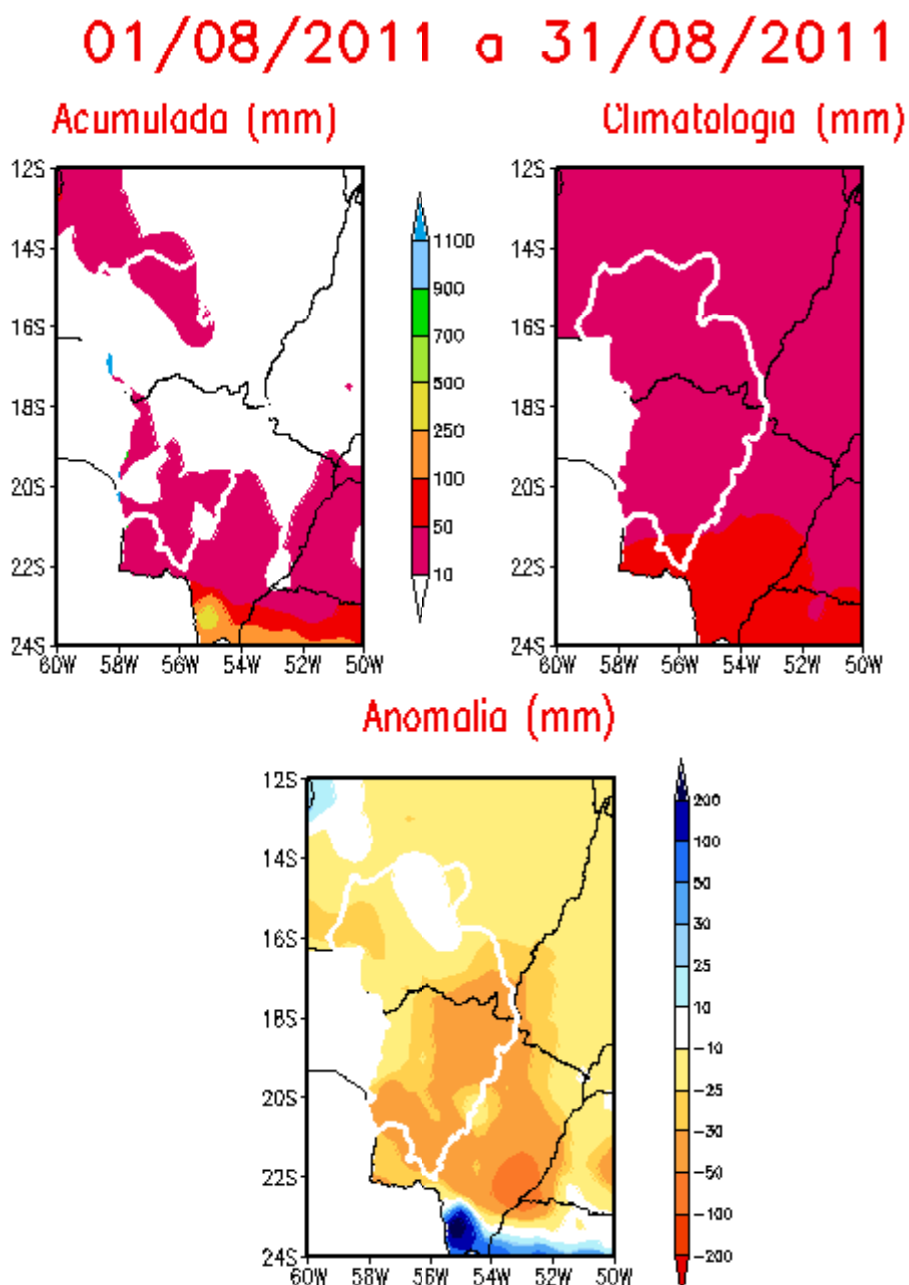 01/08/2011 a 31/08/2011
Acumulada (mm)
Climatologia (mm)
12S
14S
16S
18S
20S
22S
24S
60W 58W 56W 54W 52W 50W
1100
900
700
500
250
100
50
10
12S
14S
16S
18S
20S
22S
24S
60W 58W 56W 54W 52W 50W
Anomalia (mm)
12S
14S
16S
18S
20S
22S
24S
60W 58W 56W 54W 52W 50W
200
100
50
30
25
10
-10
-25
-30
-50
-100
-200